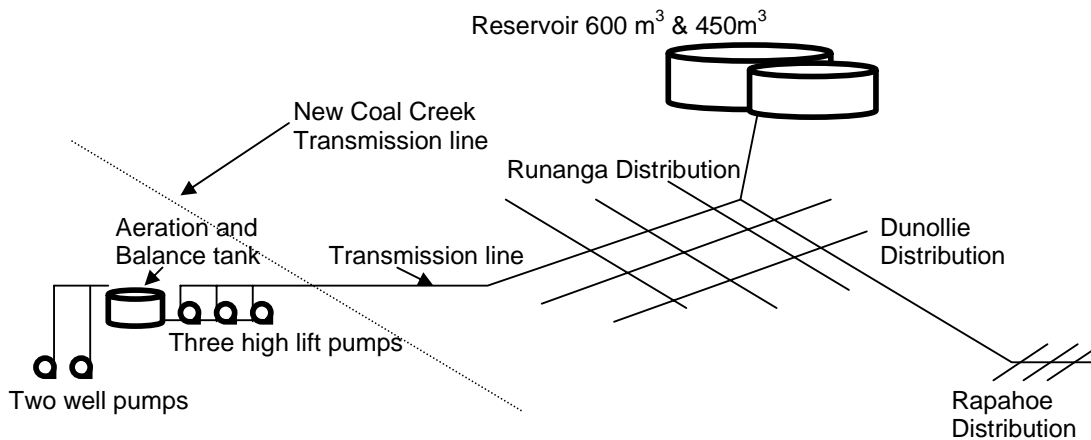 Reservoir 600 m³ & 450m³
New Coal Creek
Transmission line
Runanga Distribution
Aeration and
Balance tank
Transmission line
Dunollie
Distribution
Three high lift pumps
Two well pumps
Rapahoe
Distribution